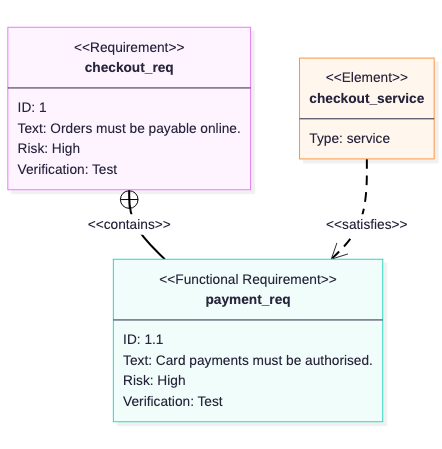 <<Requirement>>
checkout_req
ID: 1
Text: Orders must be payable online.
Risk: High
Verification: Test
<<Element>>
checkout_service
Type: service
<<contains>>
<<satisfies>>
<<Functional Requirement>>
payment_req
ID: 1.1
Text: Card payments must be authorised.
Risk: High
Verification: Test